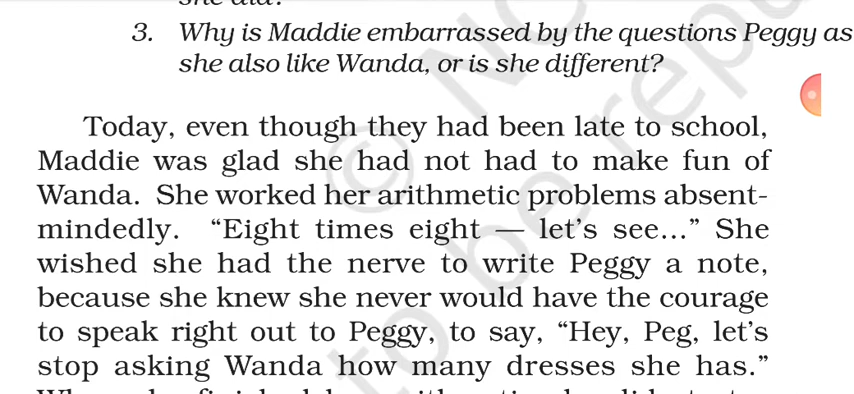 3. Why is Maddie embarrassed by the questions Peggy as
she also like Wanda, or is she different?
Today, even though they had been late to school,
Maddie was glad she had not had to make fun of
Wanda. She worked her arithmetic problems absent-
mindedly. “Eight times eight — let’s see...” She
wished she had the nerve to write Peggy a note,
because she knew she never would have the courage
to speak right out to Peggy, to say, “Hey, Peg, let’s
stop asking Wanda how many dresses she has.”